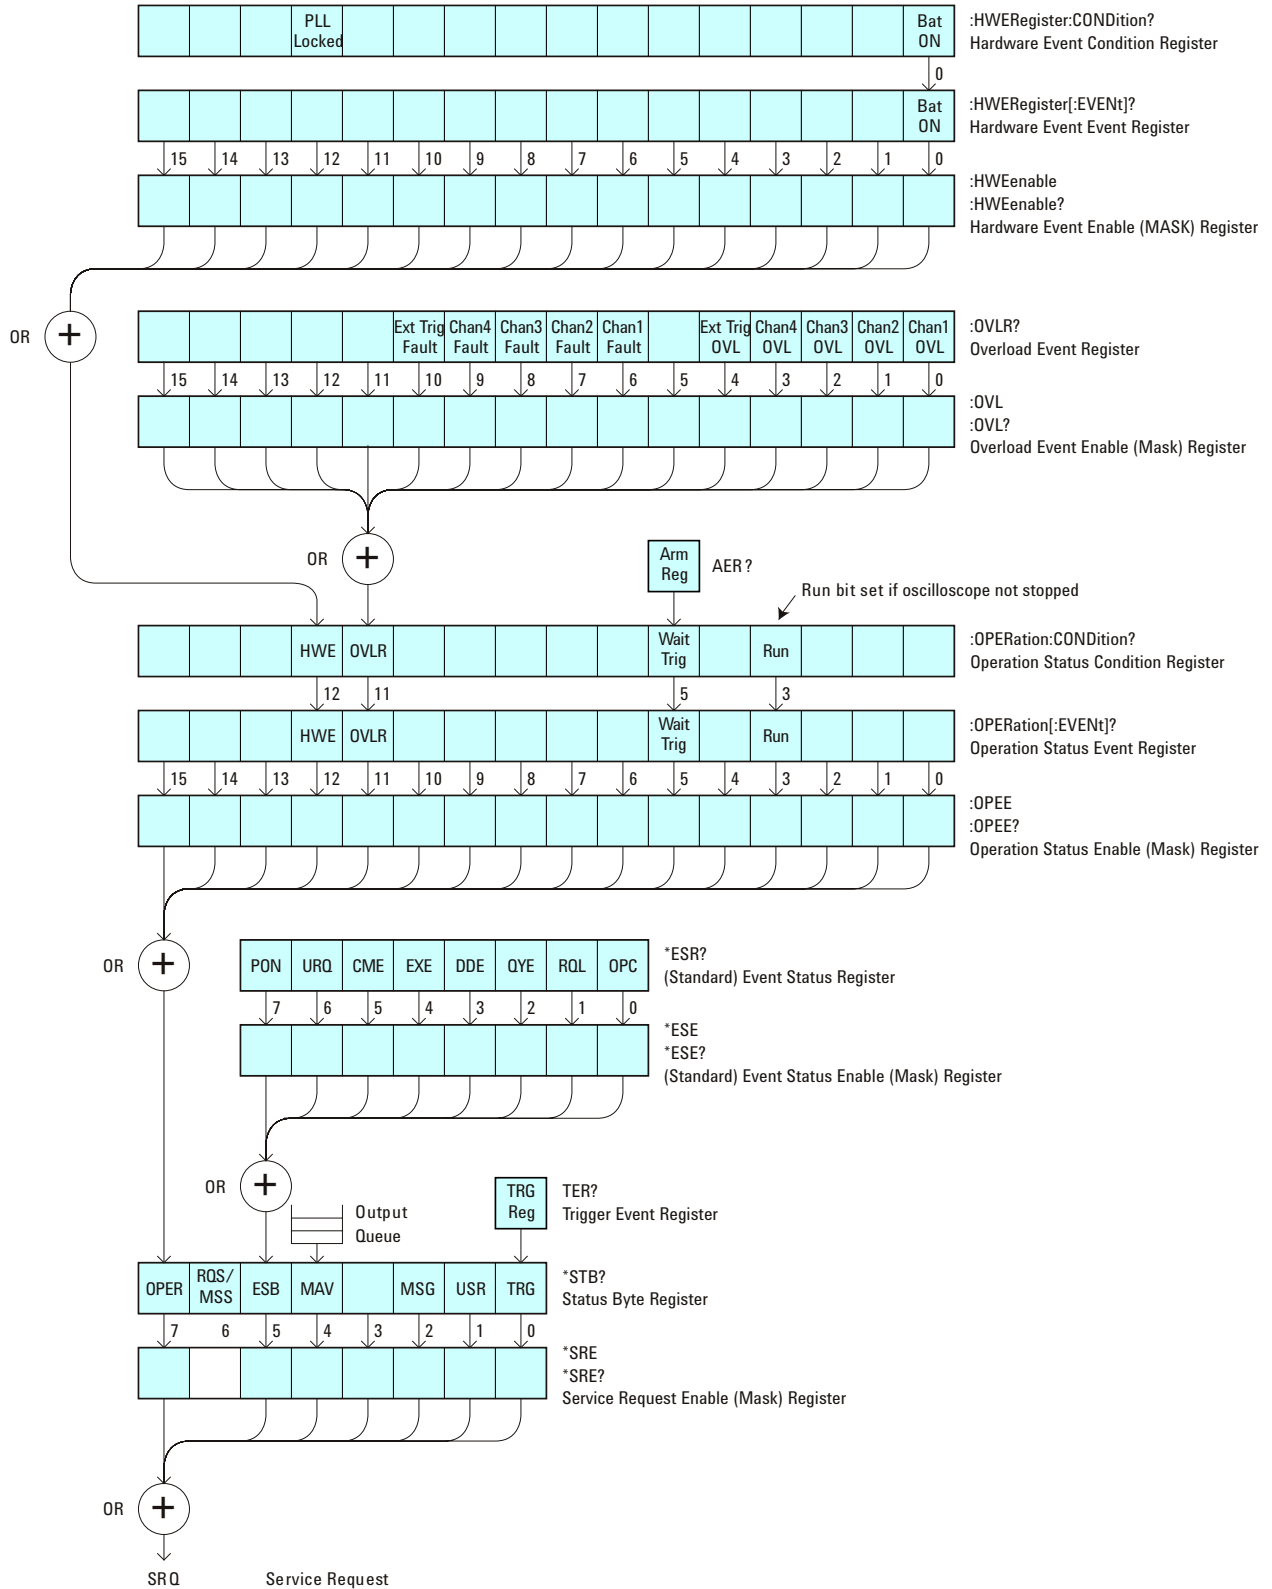 PLL
Locked
Bat
ON
:HWERegister:CONDition?
Hardware Event Condition Register
0
Bat
ON
:HWERegister[:EVENt]?
Hardware Event Event Register
15 14 13 12 11 10 9 8 7 6 5 4 3 2 1 0
:HWEenable
:HWEenable?
Hardware Event Enable (MASK) Register
OR +
Ext Trig Fault
Chan4 Fault
Chan3 Fault
Chan2 Fault
Chan1 Fault
Ext Trig OVL
Chan4 OVL
Chan3 OVL
Chan2 OVL
Chan1 OVL
:OVLR?
Overload Event Register
15 14 13 12 11 10 9 8 7 6 5 4 3 2 1 0
:OVL
:OVL?
Overload Event Enable (Mask) Register
OR +
Arm
Reg
AER?
Run bit set if oscilloscope not stopped
HWE OVLR
Wait
Trig
Run
:OPERation:CONDition?
Operation Status Condition Register
12 11 5 3
HWE OVLR
Wait
Trig
Run
:OPERation[:EVENt]?
Operation Status Event Register
15 14 13 12 11 10 9 8 7 6 5 4 3 2 1 0
:OPEE
:OPEE?
Operation Status Enable (Mask) Register
OR +
PON URQ CME EXE DDE QYE RQL OPC
*ESR?
(Standard) Event Status Register
7 6 5 4 3 2 1 0
*ESE
*ESE?
(Standard) Event Status Enable (Mask) Register
OR +
Output
Queue
TRG
Reg
TER?
Trigger Event Register
OPER
RQS/
MSS
ESB MAV MSG USR TRG
*STB?
Status Byte Register
7 6 5 4 3 2 1 0
*SRE
*SRE?
Service Request Enable (Mask) Register
OR +
SRQ Service Request